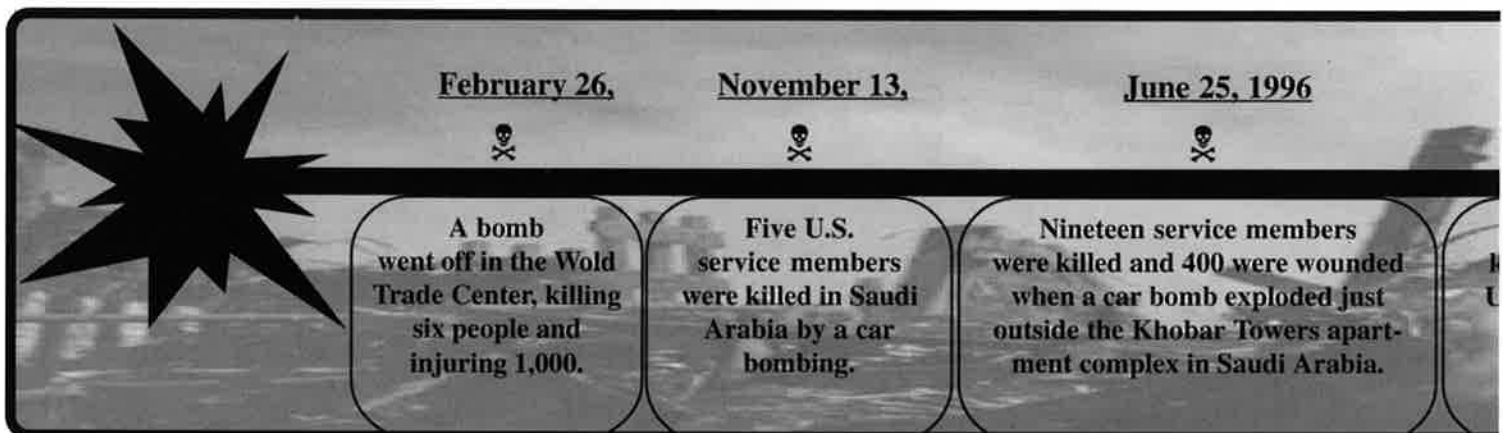 February 26,
November 13,
June 25, 1996
A bomb
went off in the Wold
Trade Center, killing
six people and
injuring 1,000.
Five U.S.
service members
were killed in Saudi
Arabia by a car
bombing.
Nineteen service members
were killed and 400 were wounded
when a car bomb exploded just
outside the Khobar Towers apart-
ment complex in Saudi Arabia.